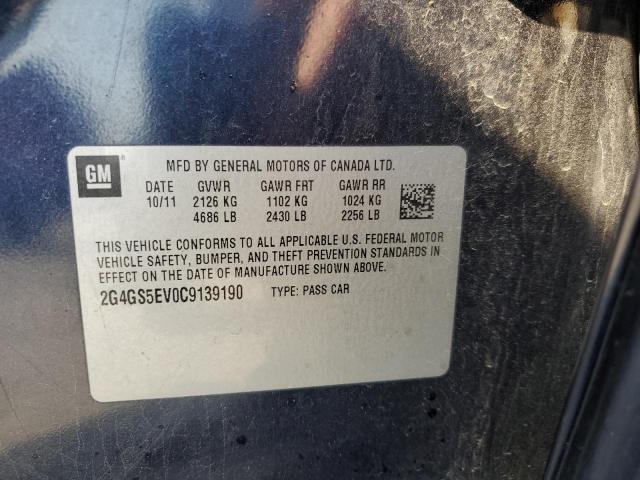 GM
MFD BY GENERAL MOTORS OF CANADA LTD.
DATE GVWR GAWR FRT GAWR RR
10/11 2126 KG 1102 KG 1024 KG
4686 LB 2430 LB 2256 LB
THIS VEHICLE CONFORMS TO ALL APPLICABLE U.S. FEDERAL MOTOR
VEHICLE SAFETY, BUMPER, AND THEFT PREVENTION STANDARDS IN
EFFECT ON THE DATE OF MANUFACTURE SHOWN ABOVE.
2G4GS5EV0C9139190 TYPE: PASS CAR